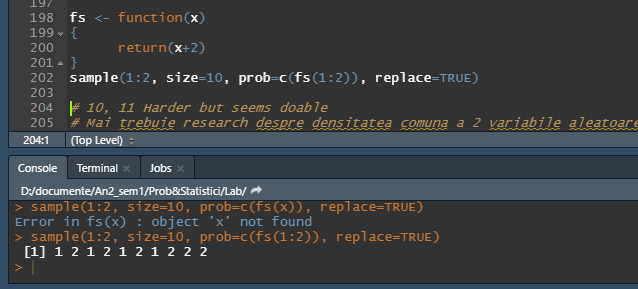 197
198 fs <- function(x)
199 {
200 return(x+2)
201 }
202 sample(1:2, size=10, prob=c(fs(1:2)), replace=TRUE)
203
204 # 10, 11 Harder but seems doable
205 # Mai trebuie research despre densitatea comuna a 2 variabile aleatoare
204:1 (Top Level)
Console Terminal Jobs
D:/documente/An2_sem1/Prob&Statistici/Lab/
> sample(1:2, size=10, prob=c(fs(x)), replace=TRUE)
Error in fs(x) : object 'x' not found
> sample(1:2, size=10, prob=c(fs(1:2)), replace=TRUE)
[1] 1 2 1 2 1 2 1 2 2 2
>